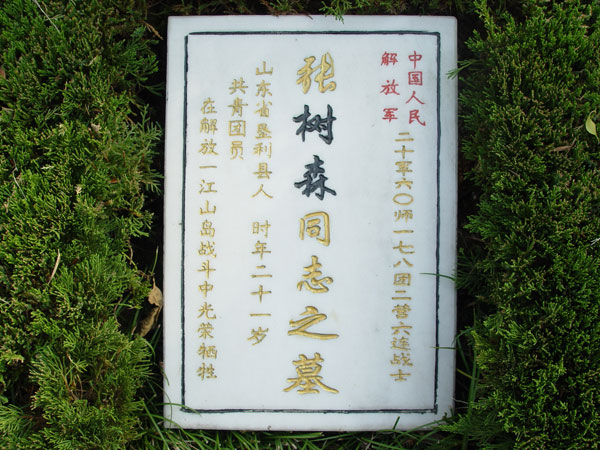 中国人民
解放军
二十军六〇师一七八团二营六连战士
张树森同志之墓
山东省垦利县人 时年二十一岁
共青团员
在解放一江山岛战斗中光荣牺牲